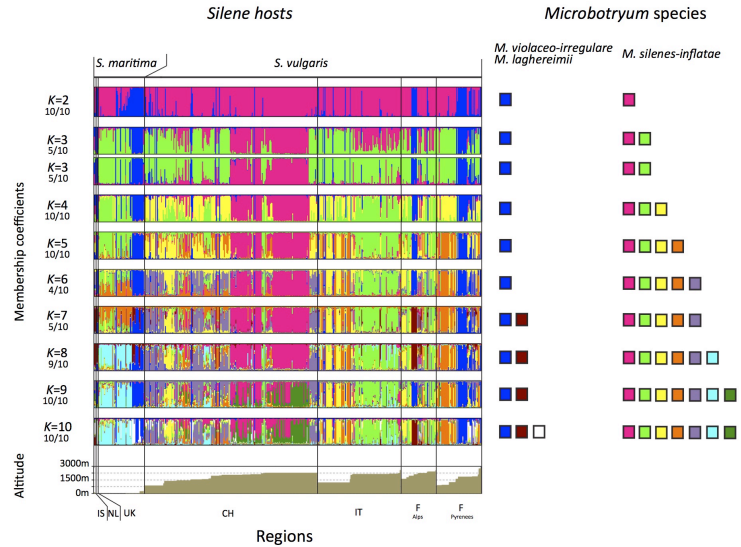 Silene hosts
Microbotryum species
S. maritima
S. vulgaris
M. violaceo-irregulare
M. laghereimii
M. silenes-inflatae
Membership coefficients
K=2
10/10
K=3
5/10
K=3
5/10
K=4
10/10
K=5
10/10
K=6
4/10
K=7
5/10
K=8
9/10
K=9
10/10
K=10
10/10
Altitude
3000m
1500m
0m
IS NL UK CH IT F F
Alps Pyrenees
Regions